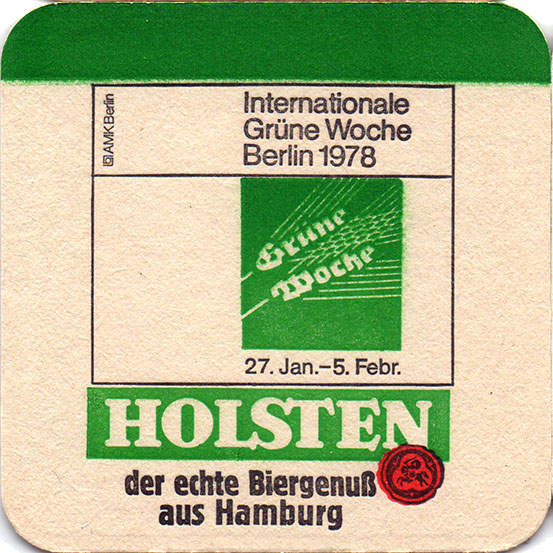 AMK Berlin
Internationale
Grüne Woche
Berlin 1978
Grüne
Woche
27. Jan.–5. Febr.
HOLSTEN
der echte Biergenuß
aus Hamburg